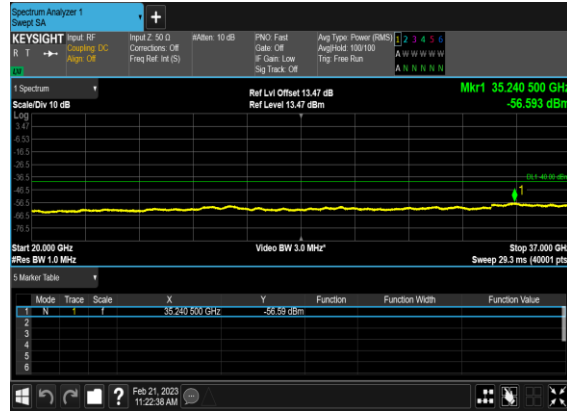 Spectrum Analyzer 1
Swept SA
+
KEYSIGHT Input: RF Input Z: 50 Ω #Atten: 10 dB PNO: Fast Avg Type: Power (RMS) 1 2 3 4 5 6
R T Coupling: DC Corrections: Off Gate: Off Avg|Hold: 100/100 A W W W W W
Align: Off Freq Ref: Int (S) IF Gain: Low Trig: Free Run
Sig Track: Off A N N N N N
1 Spectrum Ref Lvl Offset 13.47 dB Mkr1 35.240 500 GHz
Scale/Div 10 dB Ref Level 13.47 dBm -56.593 dBm
Log
3.47
-6.53
-16.5
-26.5
-36.5 DL1 -40.00 dBm
-46.5 1
-56.5
-66.5
-76.5
Start 20.000 GHz Video BW 3.0 MHz* Stop 37.000 GHz
#Res BW 1.0 MHz Sweep 29.3 ms (40001 pts)
5 Marker Table
Mode Trace Scale X Y Function Function Width Function Value
1 N 1 f 35.240 500 GHz -56.59 dBm
2
3
4
5
6
? Feb 21, 2023
11:22:38 AM